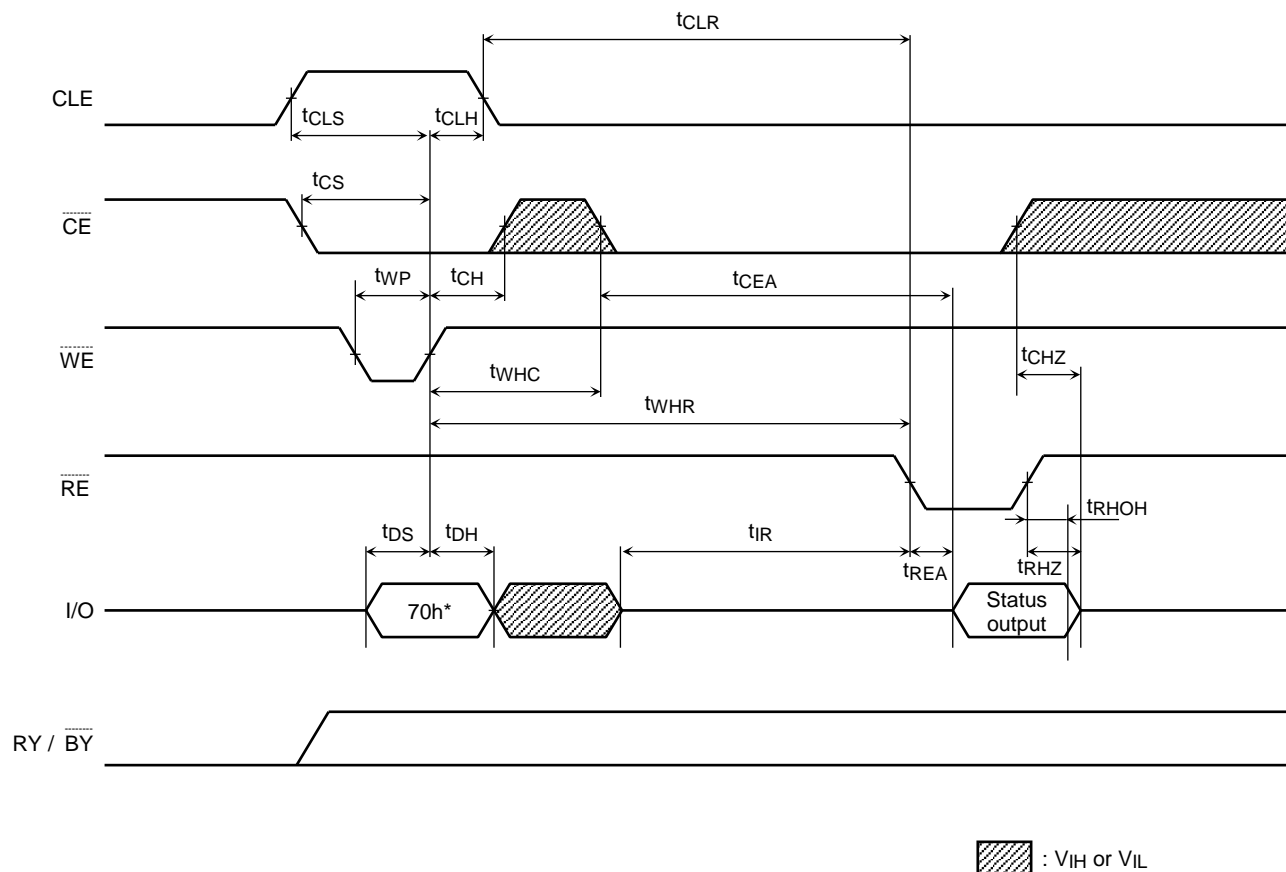 tCLR
CLE
tCLS
tCLH
tCS
CE
tWP
tCH
tCEA
WE
tCHZ
tWHC
tWHR
RE
tRHOH
tDS
tDH
tIR
tREA
tRHZ
I/O
70h*
Status
output
RY / BY
: VIH or VIL